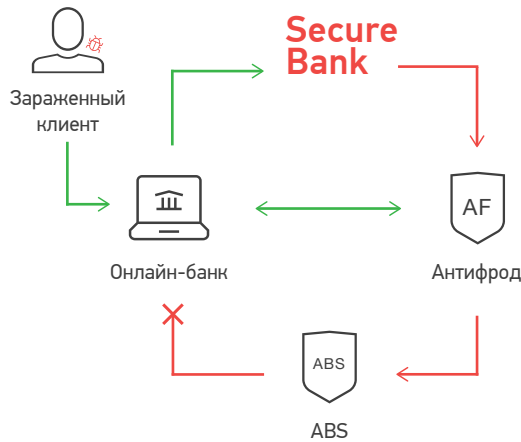 Secure
Bank
Зараженный
клиент
AF
Онлайн-банк
Антифрод
ABS
ABS